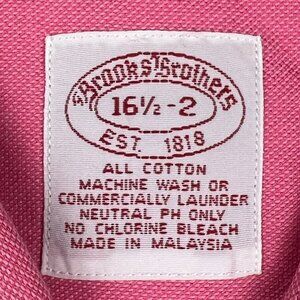 Brooks Brothers
16½-2
EST. 1818
ALL COTTON
MACHINE WASH OR
COMMERCIALLY LAUNDER
NEUTRAL PH ONLY
NO CHLORINE BLEACH
MADE IN MALAYSIA